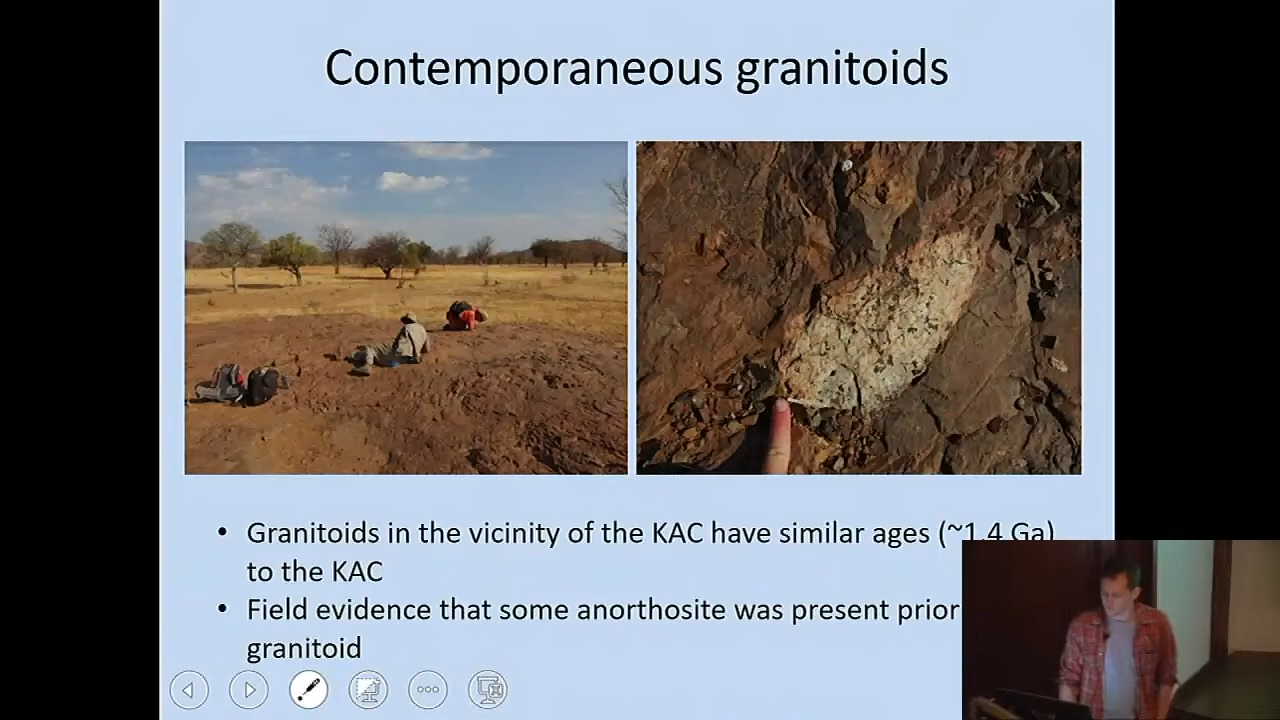 Contemporaneous granitoids
• Granitoids in the vicinity of the KAC have similar ages (~1.4 Ga)
to the KAC
• Field evidence that some anorthosite was present prior
granitoid